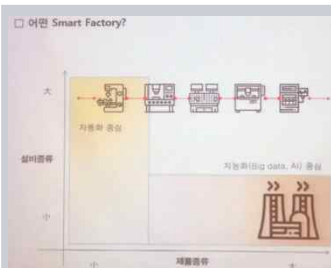 □ 어떤 Smart Factory?
大
자동화 중심
설비종류
지능화(Big data, AI) 중심
小
제품종류
小
大